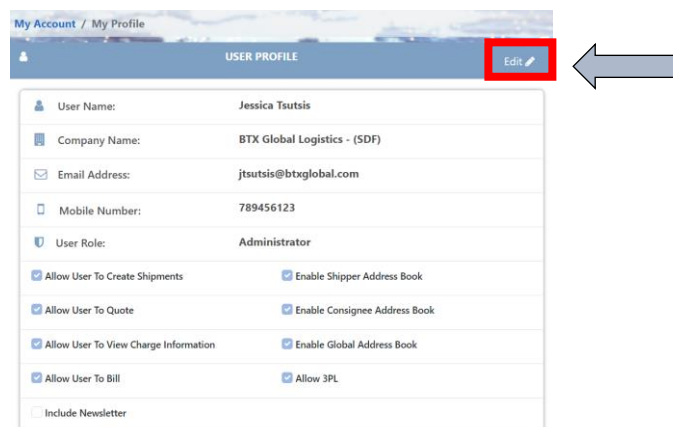 My Account / My Profile
USER PROFILE
Edit
User Name: Jessica Tsutsis
Company Name: BTX Global Logistics - (SDF)
Email Address: jtsutsis@btxglobal.com
Mobile Number: 789456123
User Role: Administrator
Allow User To Create Shipments Enable Shipper Address Book
Allow User To Quote Enable Consignee Address Book
Allow User To View Charge Information Enable Global Address Book
Allow User To Bill Allow 3PL
Include Newsletter